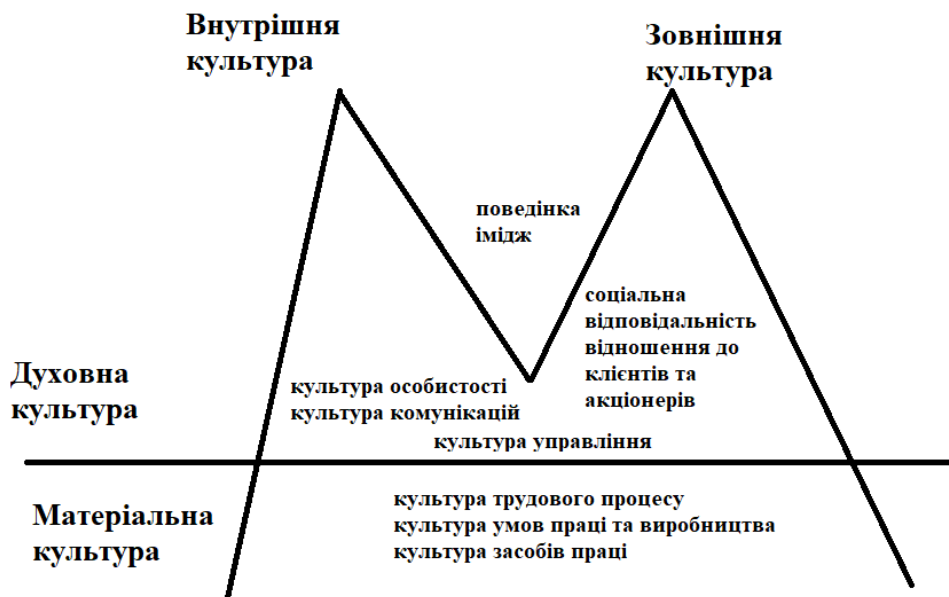 Внутрішня
культура
Зовнішня
культура
поведінка
імідж
соціальна
відповідальність
відношення до
клієнтів та
акціонерів
Духовна
культура
культура особистості
культура комунікацій
культура управління
Матеріальна
культура
культура трудового процесу
культура умов праці та виробництва
культура засобів праці